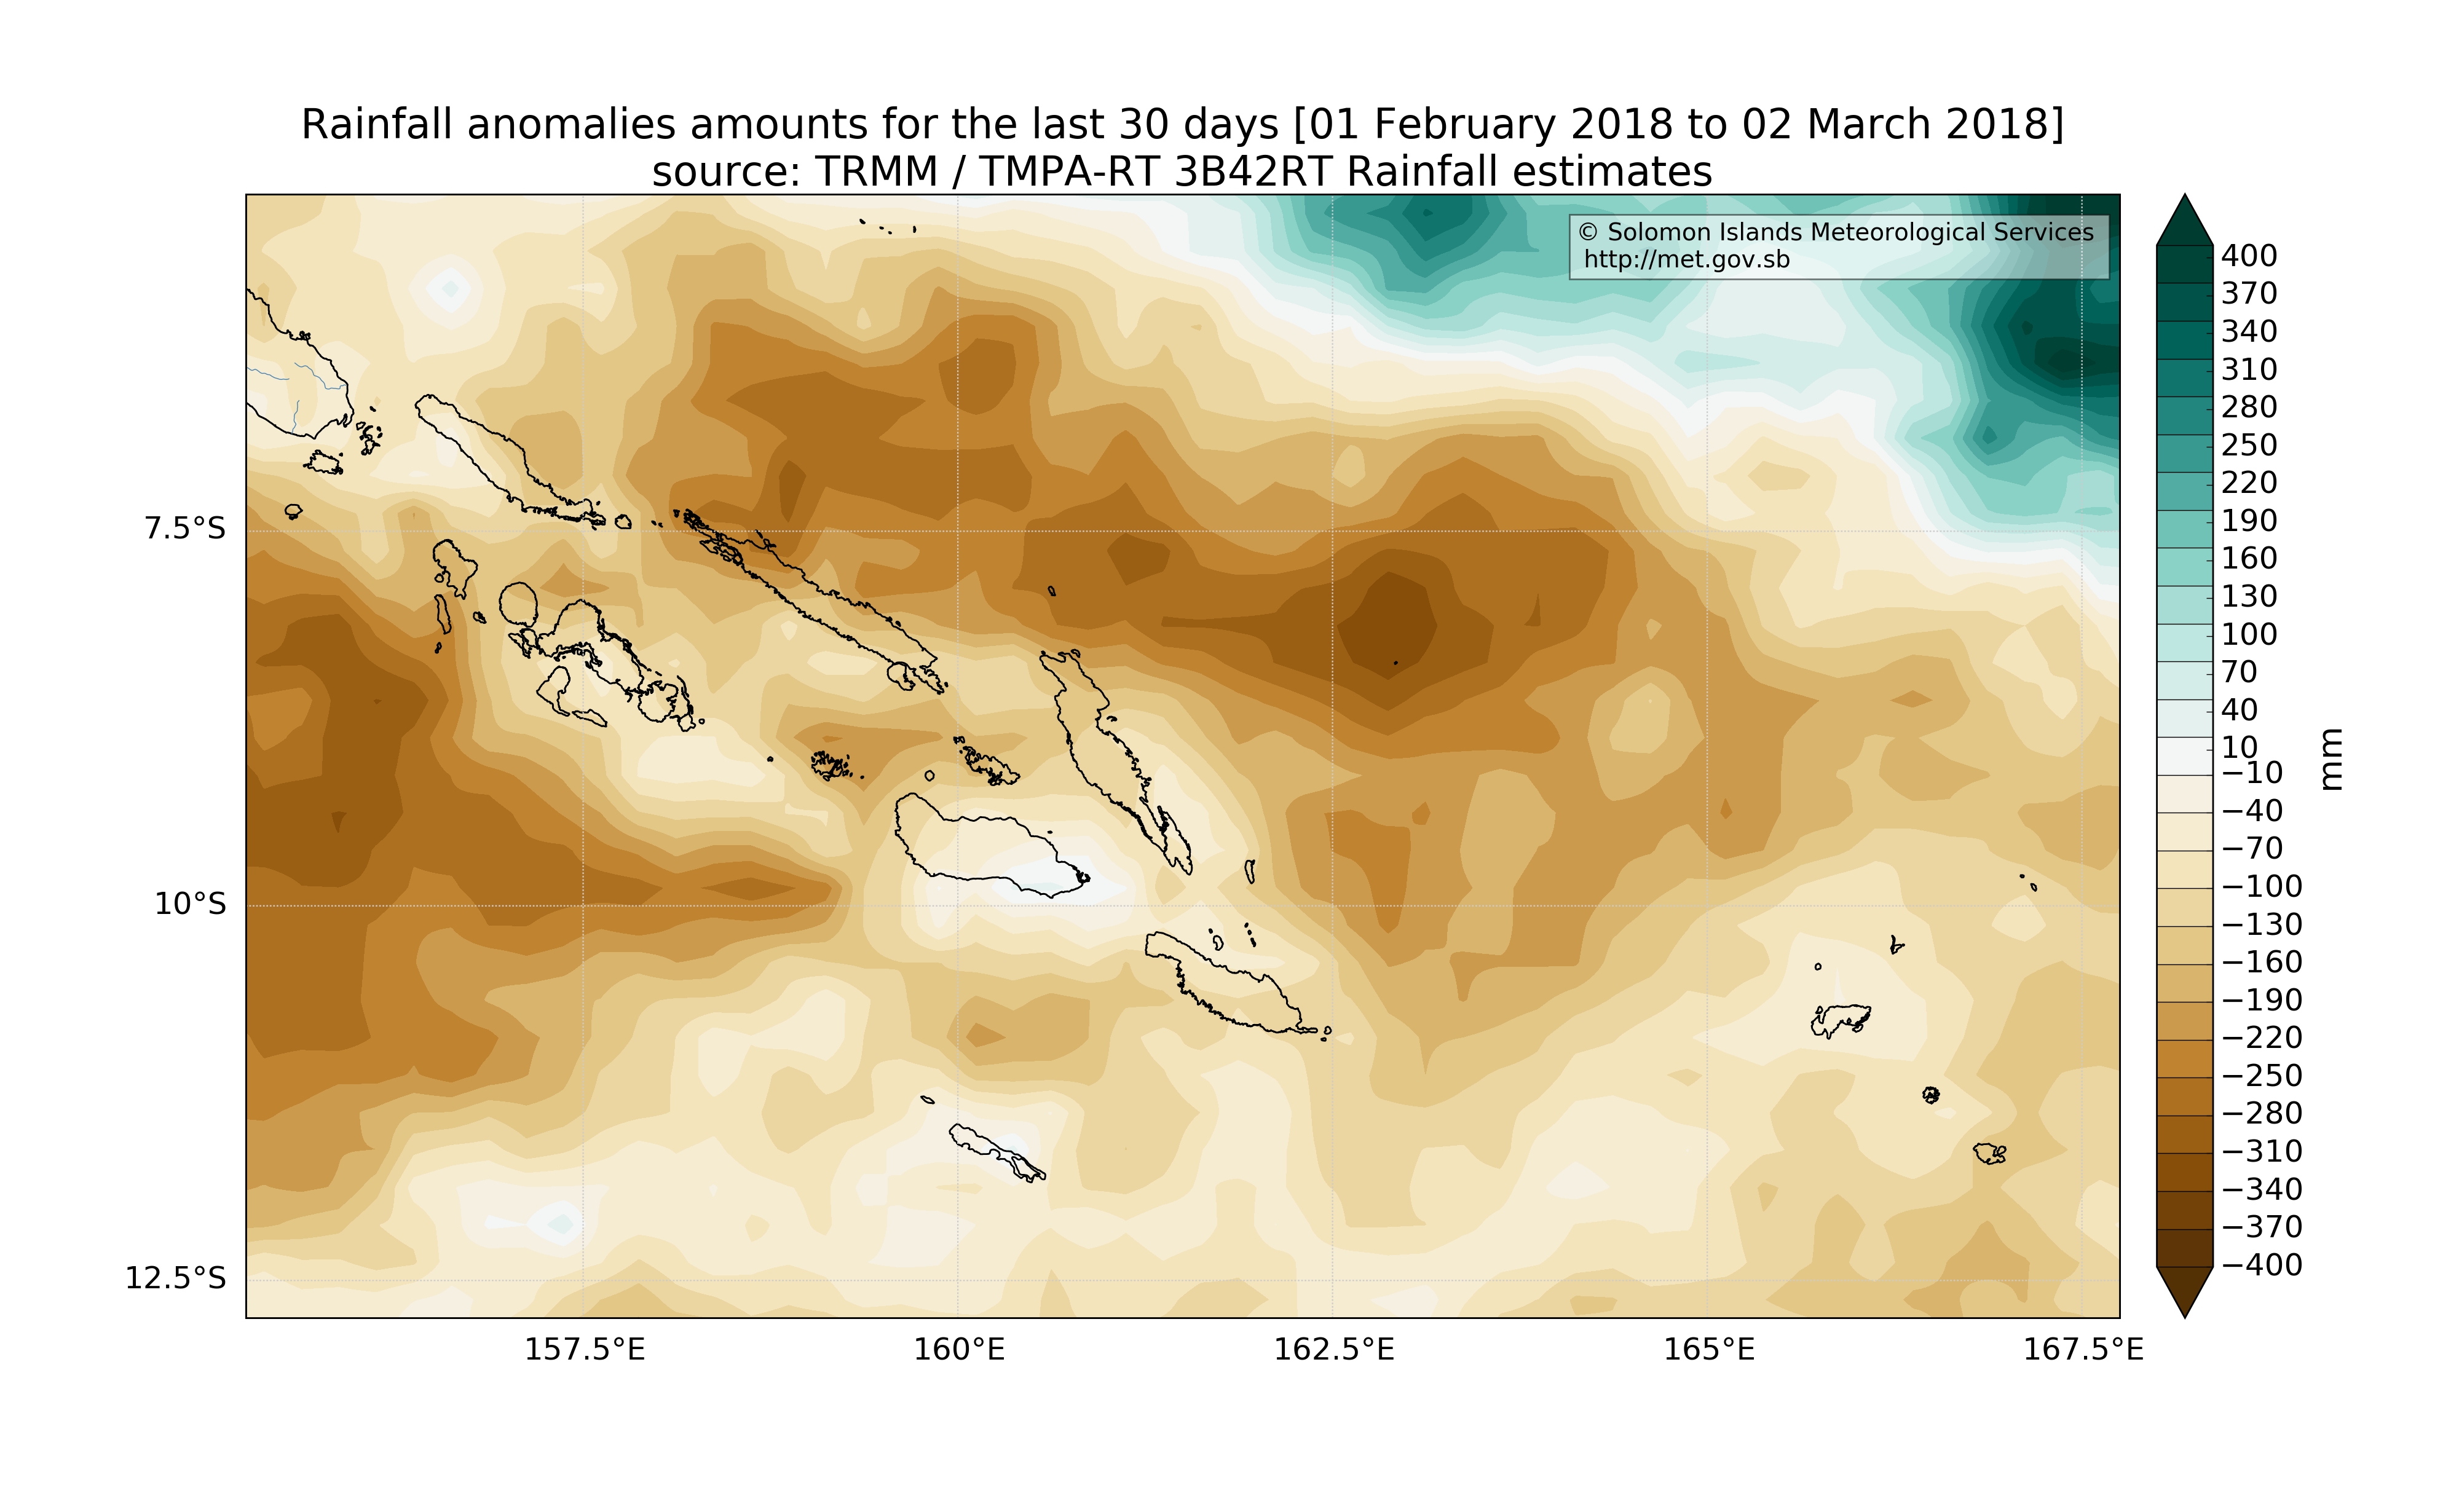 Rainfall anomalies amounts for the last 30 days [01 February 2018 to 02 March 2018]
source: TRMM / TMPA-RT 3B42RT Rainfall estimates
© Solomon Islands Meteorological Services
http://met.gov.sb
7.5°S
10°S
12.5°S
157.5°E
160°E
162.5°E
165°E
167.5°E
400
370
340
310
280
250
220
190
160
130
100
70
40
10
−10
−40
−70
−100
−130
−160
−190
−220
−250
−280
−310
−340
−370
−400
mm